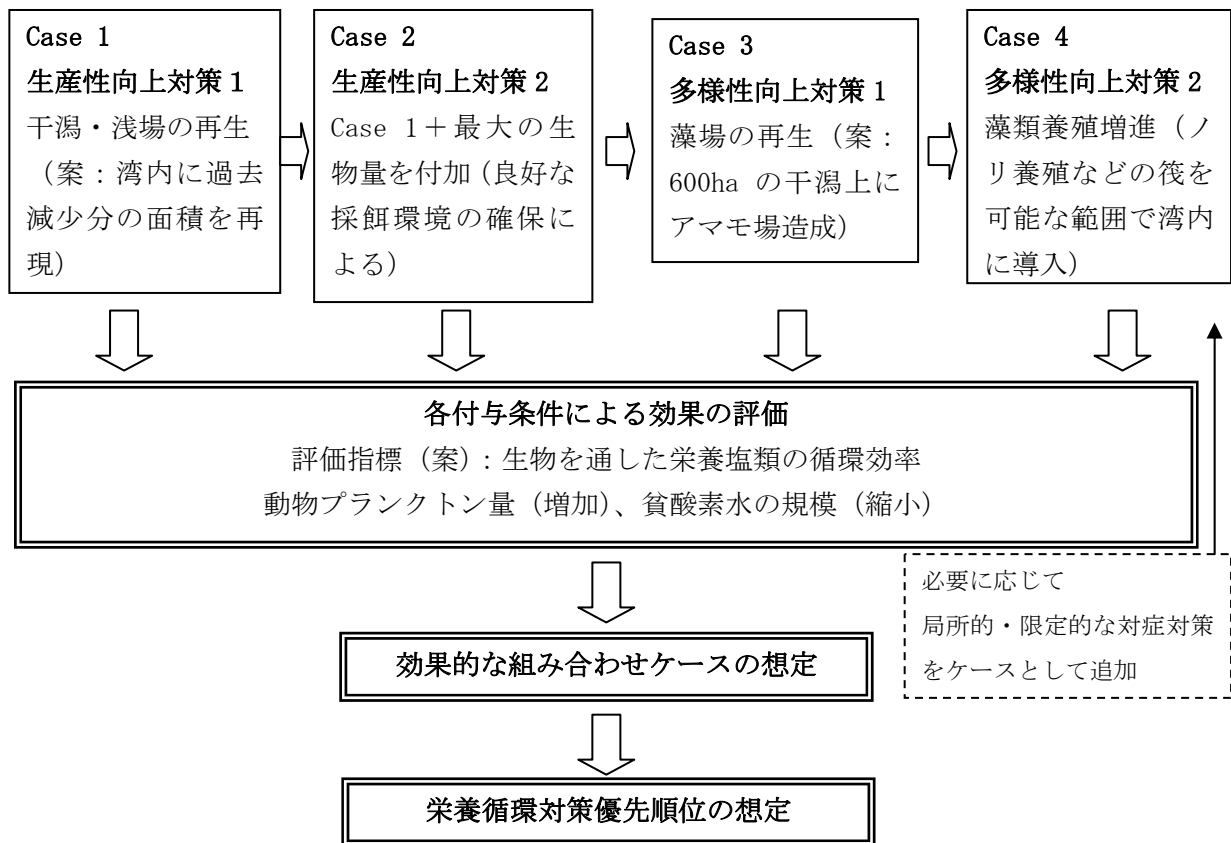 Case 1
生産性向上対策1
干潟・浅場の再生
(案:湾内に過去
減少分の面積を再
現)
Case 2
生産性向上対策2
Case 1+最大の生
物量を付加(良好な
採餌環境の確保に
よる)
Case 3
多様性向上対策1
藻場の再生(案:
600ha の干潟上に
アマモ場造成)
Case 4
多様性向上対策2
藻類養殖増進(ノ
リ養殖などの筏を
可能な範囲で湾内
に導入)
各付与条件による効果の評価
評価指標(案):生物を通した栄養塩類の循環効率
動物プランクトン量(増加)、貧酸素水の規模(縮小)
必要に応じて
局所的・限定的な対症対策
をケースとして追加
効果的な組み合わせケースの想定
栄養循環対策優先順位の想定